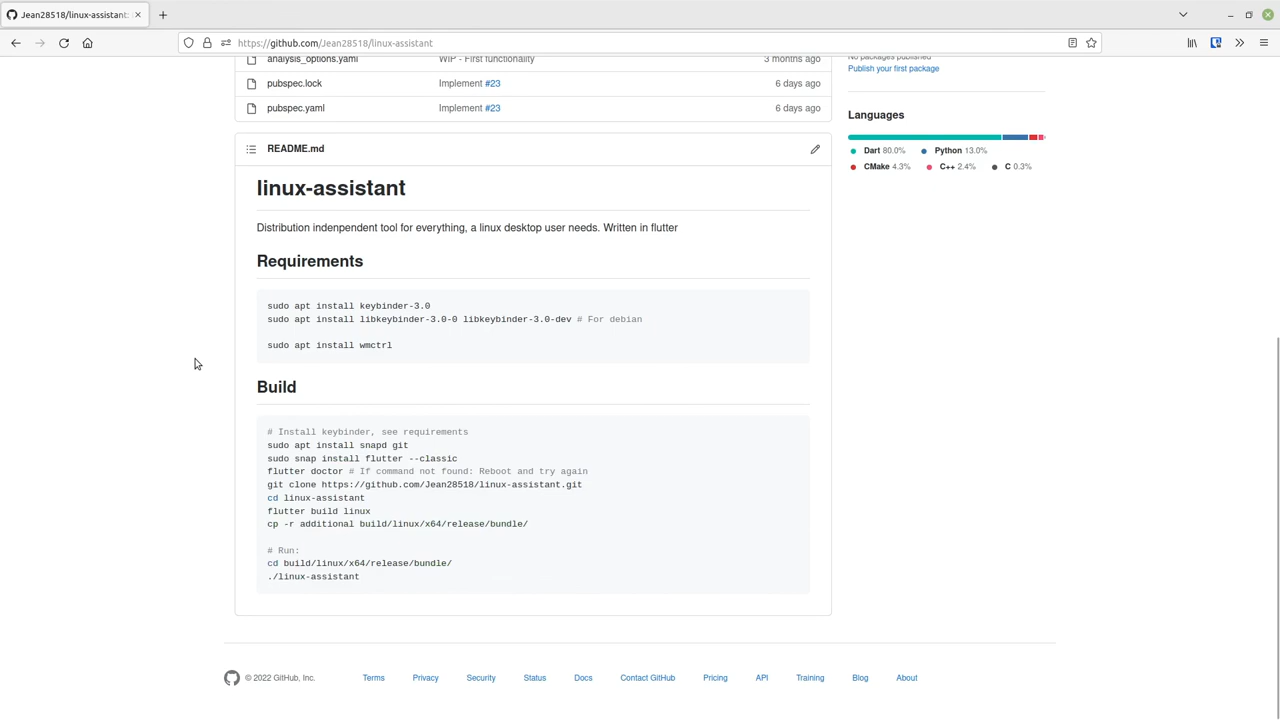 Jean28518/linux-assistant:
https://github.com/Jean28518/linux-assistant
analysis_options.yaml WIP - First functionality 3 months ago
pubspec.lock Implement #23 6 days ago
pubspec.yaml Implement #23 6 days ago
No packages published
Publish your first package
Languages
Dart 80.0% Python 13.0%
CMake 4.3% C++ 2.4% C 0.3%
README.md
linux-assistant
Distribution indenpendent tool for everything, a linux desktop user needs. Written in flutter
Requirements
sudo apt install keybinder-3.0
sudo apt install libkeybinder-3.0-0 libkeybinder-3.0-dev # For debian
sudo apt install wmctrl
Build
# Install keybinder, see requirements
sudo apt install snapd git
sudo snap install flutter --classic
flutter doctor # If command not found: Reboot and try again
git clone https://github.com/Jean28518/linux-assistant.git
cd linux-assistant
flutter build linux
cp -r additional build/linux/x64/release/bundle/
# Run:
cd build/linux/x64/release/bundle/
./linux-assistant
© 2022 GitHub, Inc. Terms Privacy Security Status Docs Contact GitHub Pricing API Training Blog About